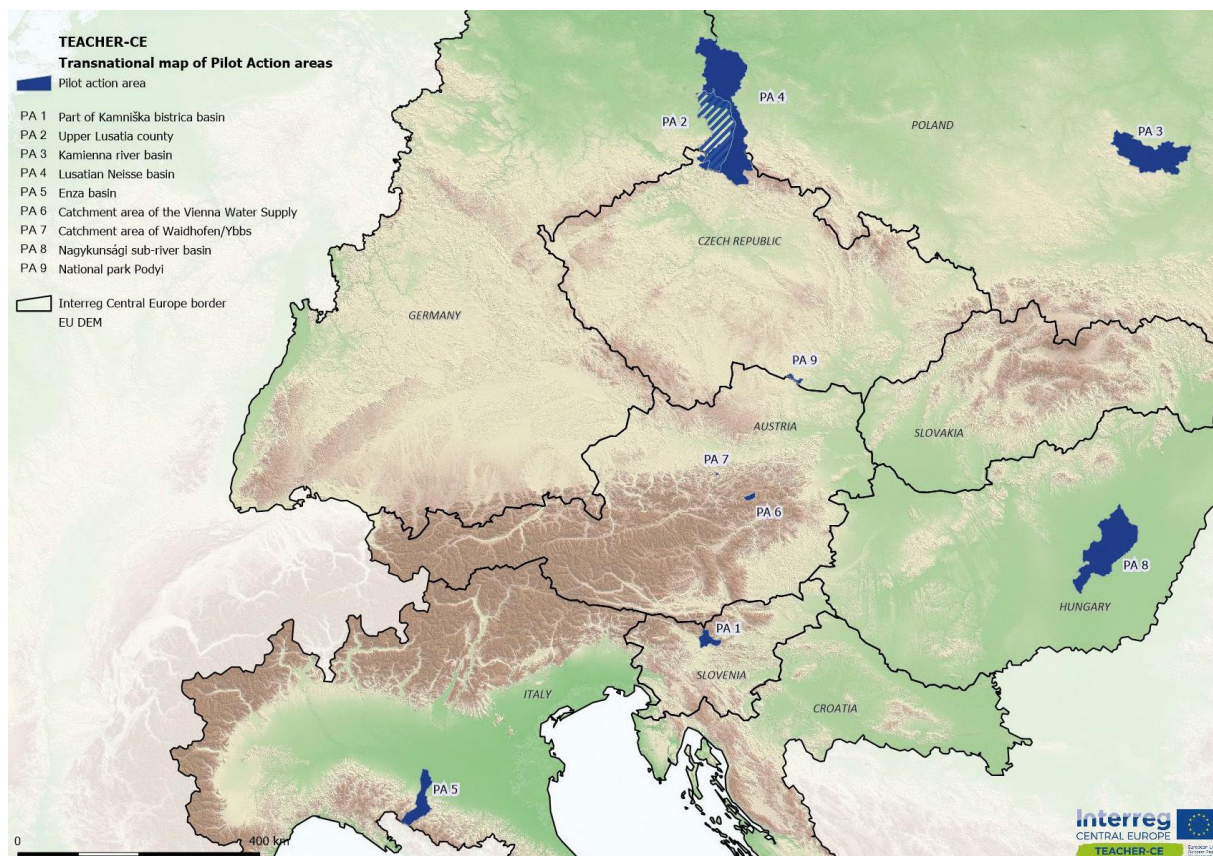 TEACHER-CE
Transnational map of Pilot Action areas
Pilot action area
PA 1 Part of Kamniška bistrica basin
PA 2 Upper Lusatia county
PA 3 Kamienna river basin
PA 4 Lusatian Neisse basin
PA 5 Enza basin
PA 6 Catchment area of the Vienna Water Supply
PA 7 Catchment area of Waidhofen/Ybbs
PA 8 Nagykunsági sub-river basin
PA 9 National park Podyi
Interreg Central Europe border
EU DEM
PA 4
PA 2
POLAND
PA 3
CZECH REPUBLIC
GERMANY
PA 9
AUSTRIA
SLOVAKIA
PA 7
PA 6
PA 8
HUNGARY
PA 1
SLOVENIA
ITALY
CROATIA
PA 5
0
400 km
Interreg
CENTRAL EUROPE
TEACHER-CE